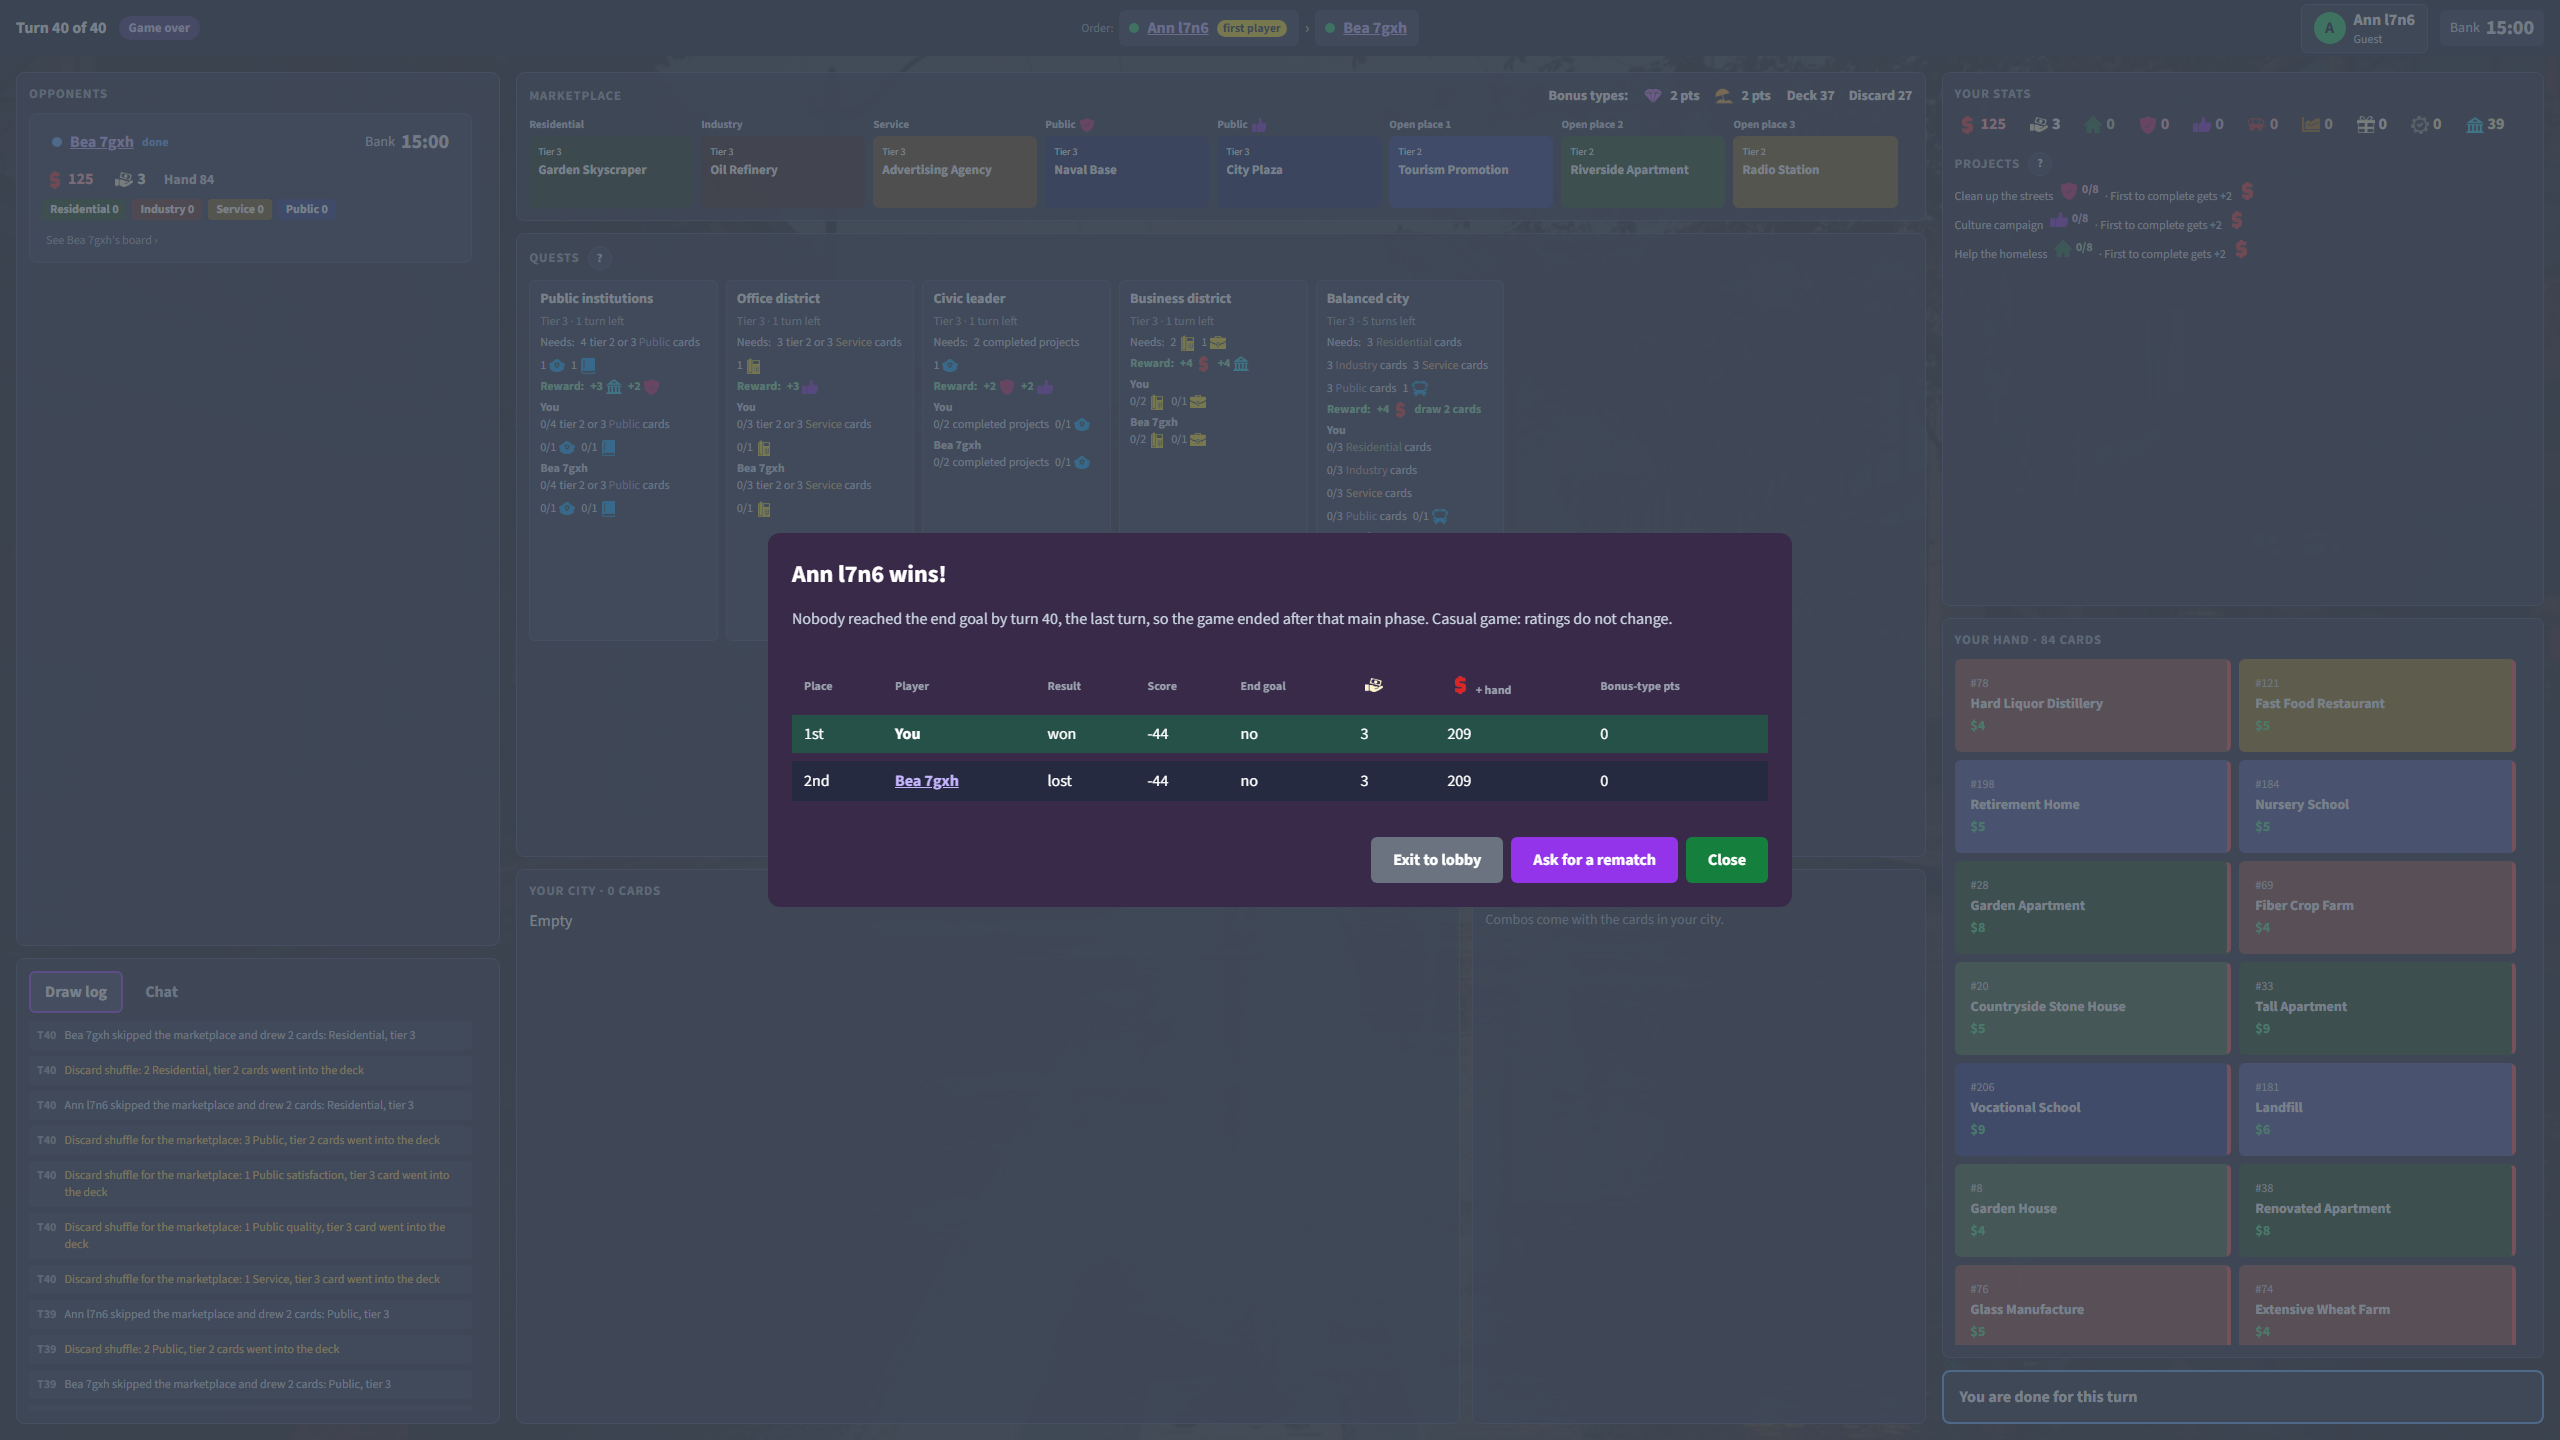 Turn 40 of 40 Game over
Order: Ann l7n6 first player › Bea 7gxh
A Ann l7n6 Guest
Bank 15:00
OPPONENTS
Bea 7gxh done Bank 15:00
125 3 Hand 84
Residential 0 Industry 0 Service 0 Public 0
See Bea 7gxh's board ›
MARKETPLACE
Bonus types: 2 pts 2 pts Deck 37 Discard 27
Residential Industry Service Public Public Open place 1 Open place 2 Open place 3
Tier 3 Tier 3 Tier 3 Tier 3 Tier 3 Tier 2 Tier 2 Tier 2
Garden Skyscraper Oil Refinery Advertising Agency Naval Base City Plaza Tourism Promotion Riverside Apartment Radio Station
QUESTS ?
Public institutions
Tier 3 · 1 turn left
Needs: 4 tier 2 or 3 Public cards
1 1
Reward: +3 +2
You
0/4 tier 2 or 3 Public cards
0/1 0/1
Bea 7gxh
0/4 tier 2 or 3 Public cards
0/1 0/1
Office district
Tier 3 · 1 turn left
Needs: 3 tier 2 or 3 Service cards
1
Reward: +3
You
0/3 tier 2 or 3 Service cards
0/1
Bea 7gxh
0/3 tier 2 or 3 Service cards
0/1
Civic leader
Tier 3 · 1 turn left
Needs: 2 completed projects
1
Reward: +2 +2
You
0/2 completed projects 0/1
Bea 7gxh
0/2 completed projects 0/1
Business district
Tier 3 · 1 turn left
Needs: 2 1
Reward: +4 +4
You
0/2 0/1
Bea 7gxh
0/2 0/1
Balanced city
Tier 3 · 5 turns left
Needs: 3 Residential cards
3 Industry cards 3 Service cards
3 Public cards 1
Reward: +4 draw 2 cards
You
0/3 Residential cards
0/3 Industry cards
0/3 Service cards
0/3 Public cards 0/1
YOUR STATS
125 3 0 0 0 0 0 0 0 39
PROJECTS ?
Clean up the streets 0/8 · First to complete gets +2
Culture campaign 0/8 · First to complete gets +2
Help the homeless 0/8 · First to complete gets +2
Ann l7n6 wins!
Nobody reached the end goal by turn 40, the last turn, so the game ended after that main phase. Casual game: ratings do not change.
Place Player Result Score End goal + hand Bonus-type pts
1st You won -44 no 3 209 0
2nd Bea 7gxh lost -44 no 3 209 0
Exit to lobby Ask for a rematch Close
YOUR CITY · 0 CARDS
Empty
Combos come with the cards in your city.
Draw log Chat
T40 Bea 7gxh skipped the marketplace and drew 2 cards: Residential, tier 3
T40 Discard shuffle: 2 Residential, tier 2 cards went into the deck
T40 Ann l7n6 skipped the marketplace and drew 2 cards: Residential, tier 3
T40 Discard shuffle for the marketplace: 3 Public, tier 2 cards went into the deck
T40 Discard shuffle for the marketplace: 1 Public satisfaction, tier 3 card went into
the deck
T40 Discard shuffle for the marketplace: 1 Public quality, tier 3 card went into the
deck
T40 Discard shuffle for the marketplace: 1 Service, tier 3 card went into the deck
T39 Ann l7n6 skipped the marketplace and drew 2 cards: Public, tier 3
T39 Discard shuffle: 2 Public, tier 2 cards went into the deck
T39 Bea 7gxh skipped the marketplace and drew 2 cards: Public, tier 3
YOUR HAND · 84 CARDS
#78 #121
Hard Liquor Distillery Fast Food Restaurant
$4 $5
#198 #184
Retirement Home Nursery School
$5 $5
#28 #69
Garden Apartment Fiber Crop Farm
$8 $4
#20 #33
Countryside Stone House Tall Apartment
$5 $9
#206 #181
Vocational School Landfill
$9 $6
#8 #38
Garden House Renovated Apartment
$4 $8
#76 #74
Glass Manufacture Extensive Wheat Farm
$5 $4
You are done for this turn